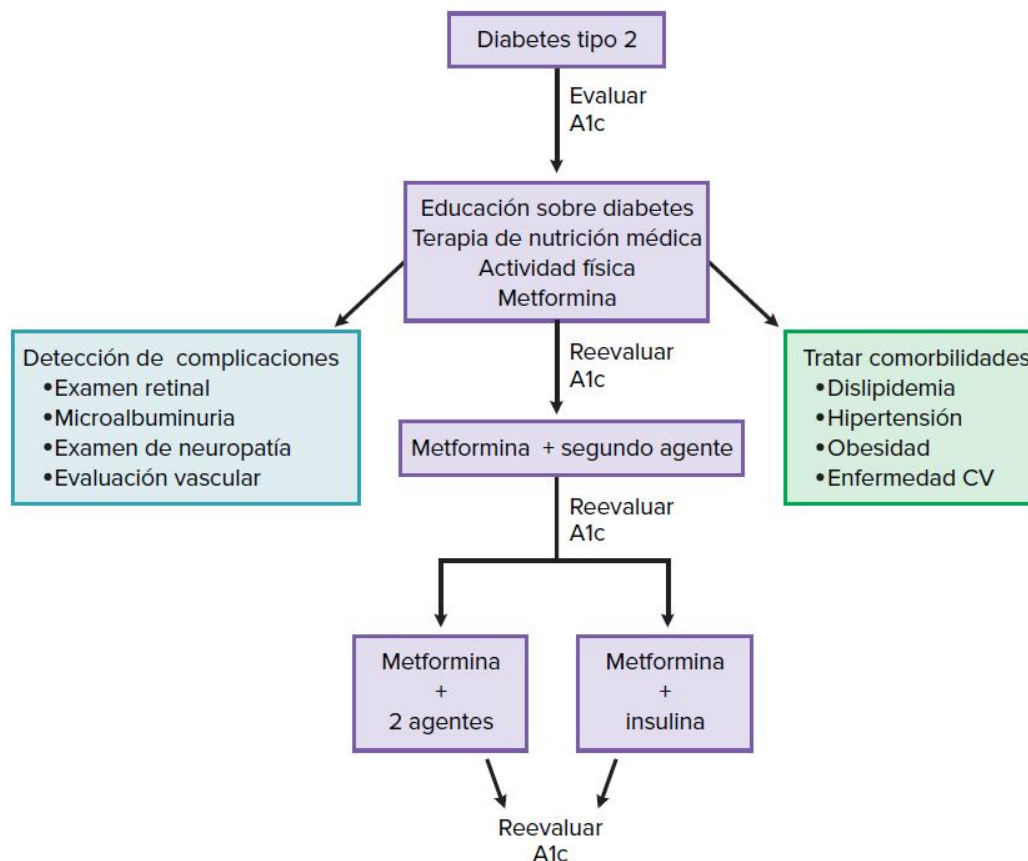 Diabetes tipo 2
Evaluar
A1c
Educación sobre diabetes
Terapia de nutrición médica
Actividad física
Metformina
Detección de complicaciones
•Examen retinal
•Microalbuminuria
•Examen de neuropatía
•Evaluación vascular
Reevaluar
A1c
Tratar comorbilidades
•Dislipidemia
•Hipertensión
•Obesidad
•Enfermedad CV
Metformina + segundo agente
Reevaluar
A1c
Metformina
+
2 agentes
Metformina
+
insulina
Reevaluar
A1c